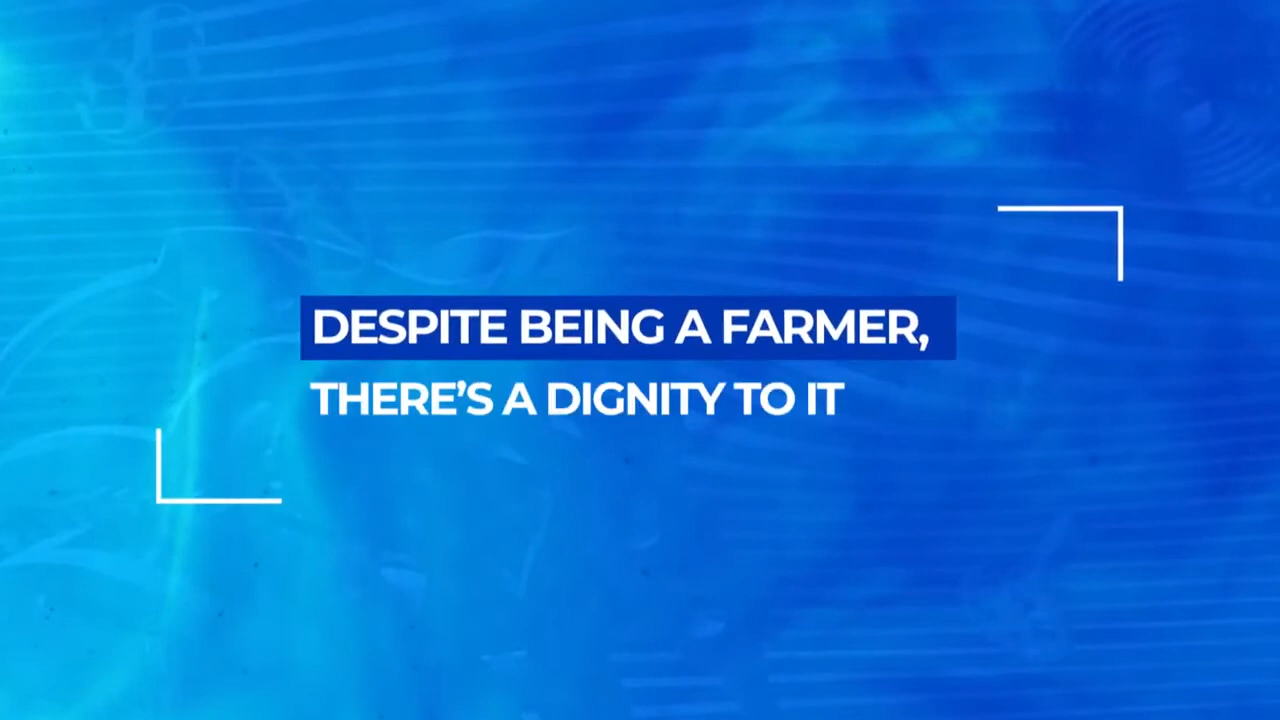 DESPITE BEING A FARMER,
THERE’S A DIGNITY TO IT